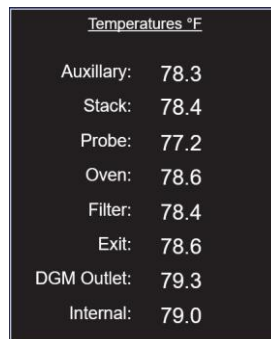 Temperatures °F
Auxillary: 78.3
Stack: 78.4
Probe: 77.2
Oven: 78.6
Filter: 78.4
Exit: 78.6
DGM Outlet: 79.3
Internal: 79.0